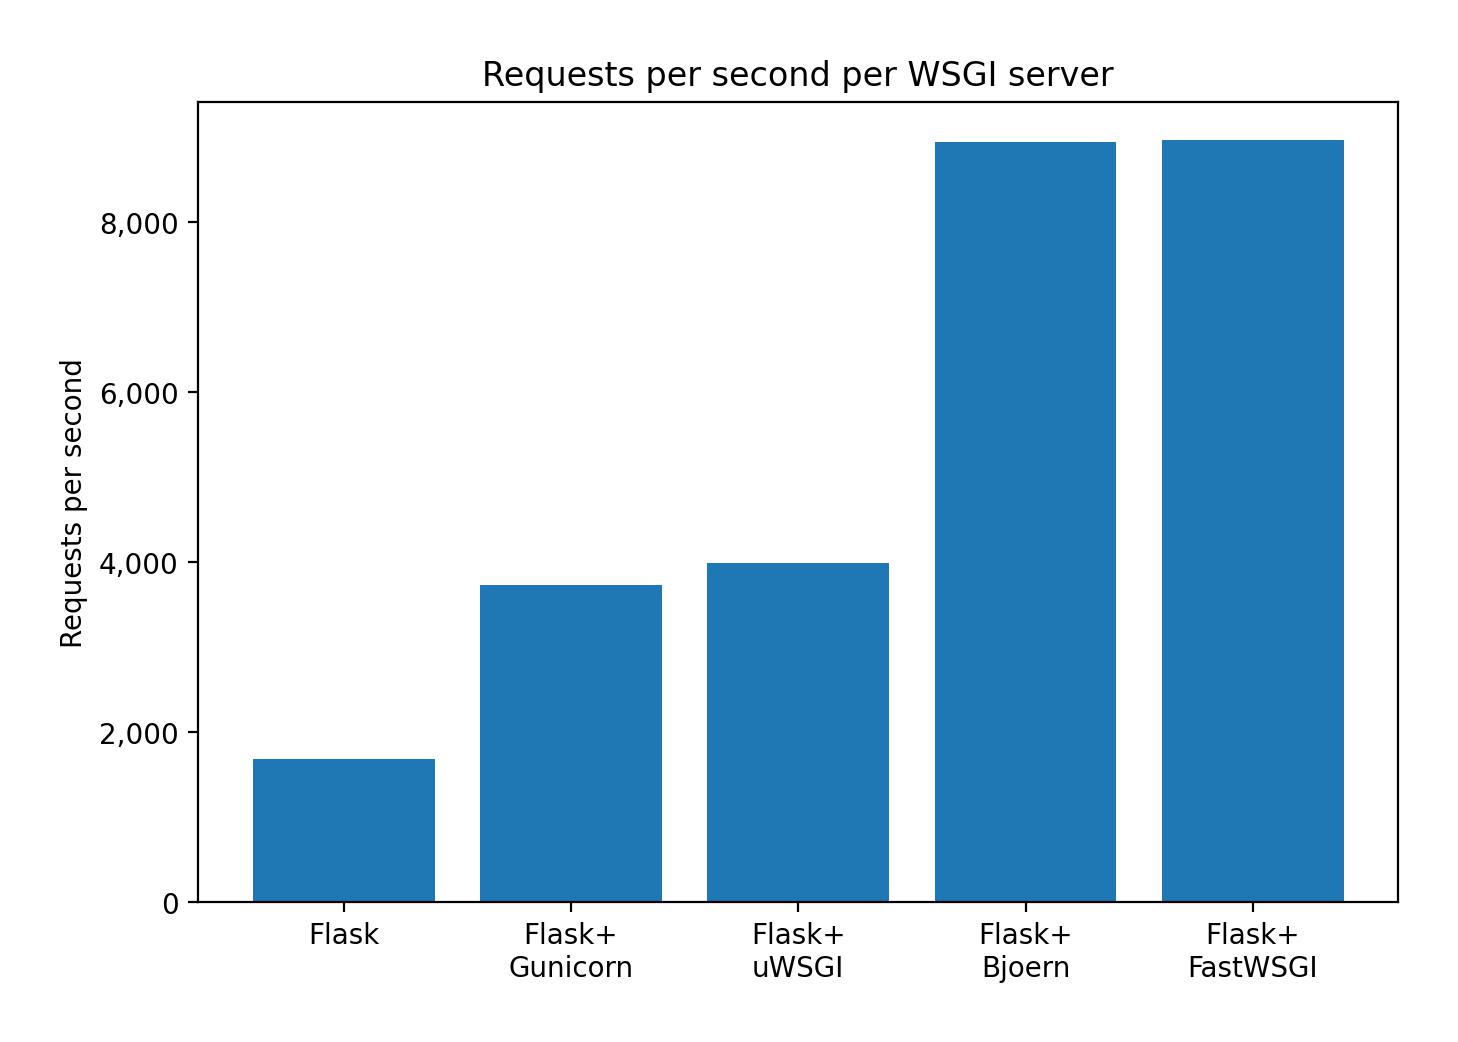 Requests per second per WSGI server
Requests per second
8,000
6,000
4,000
2,000
0
Flask
Flask+
Gunicorn
Flask+
uWSGI
Flask+
Bjoern
Flask+
FastWSGI